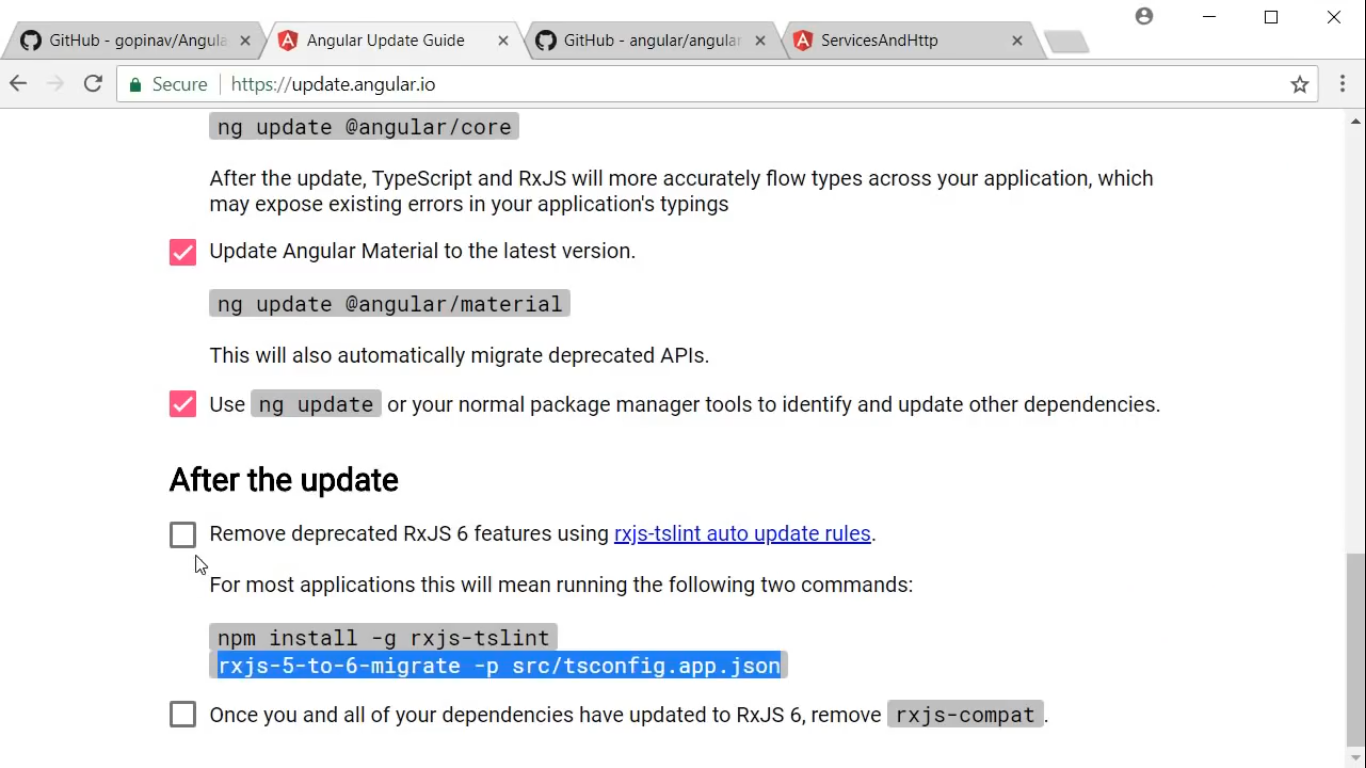 GitHub - gopinav/Angula
Angular Update Guide
GitHub - angular/angular
ServicesAndHttp
Secure
https://update.angular.io
ng update @angular/core
After the update, TypeScript and RxJS will more accurately flow types across your application, which
may expose existing errors in your application's typings
Update Angular Material to the latest version.
ng update @angular/material
This will also automatically migrate deprecated APIs.
Use ng update or your normal package manager tools to identify and update other dependencies.
After the update
Remove deprecated RxJS 6 features using rxjs-tslint auto update rules.
For most applications this will mean running the following two commands:
npm install -g rxjs-tslint
rxjs-5-to-6-migrate -p src/tsconfig.app.json
Once you and all of your dependencies have updated to RxJS 6, remove rxjs-compat.